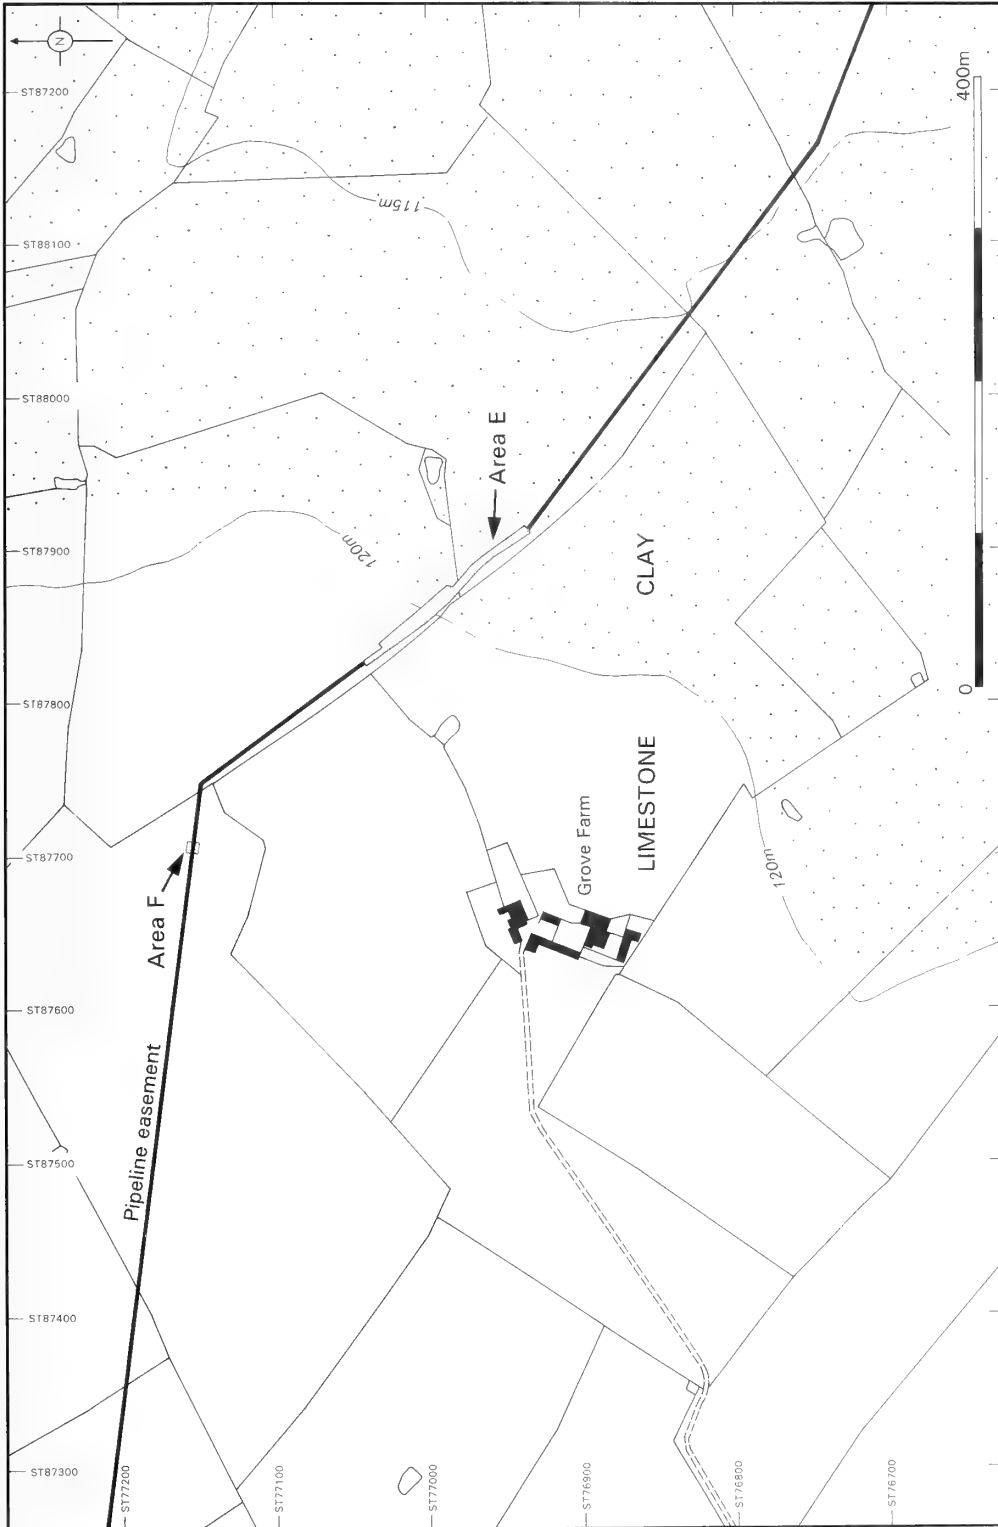 N
ST87200
ST88100
ST88000
ST87900
ST87800
ST87700
ST87600
ST87500
ST87400
ST87300
ST77200
ST77100
ST77000
ST76900
ST76800
ST76700
115m
120m
120m
Area E
Area F
Pipeline easement
CLAY
LIMESTONE
Grove Farm
0
400m